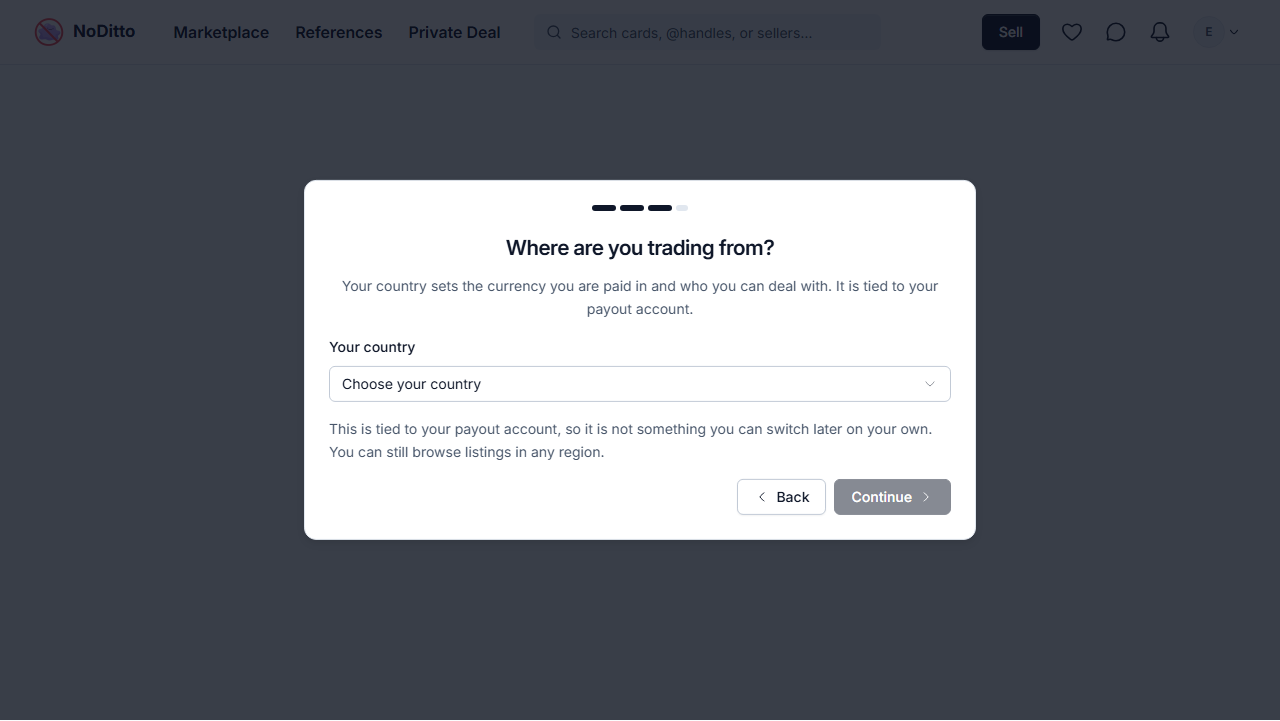 NoDitto
Marketplace
References
Private Deal
Search cards, @handles, or sellers...
Sell
E
Where are you trading from?
Your country sets the currency you are paid in and who you can deal with. It is tied to your
payout account.
Your country
Choose your country
This is tied to your payout account, so it is not something you can switch later on your own.
You can still browse listings in any region.
Back
Continue